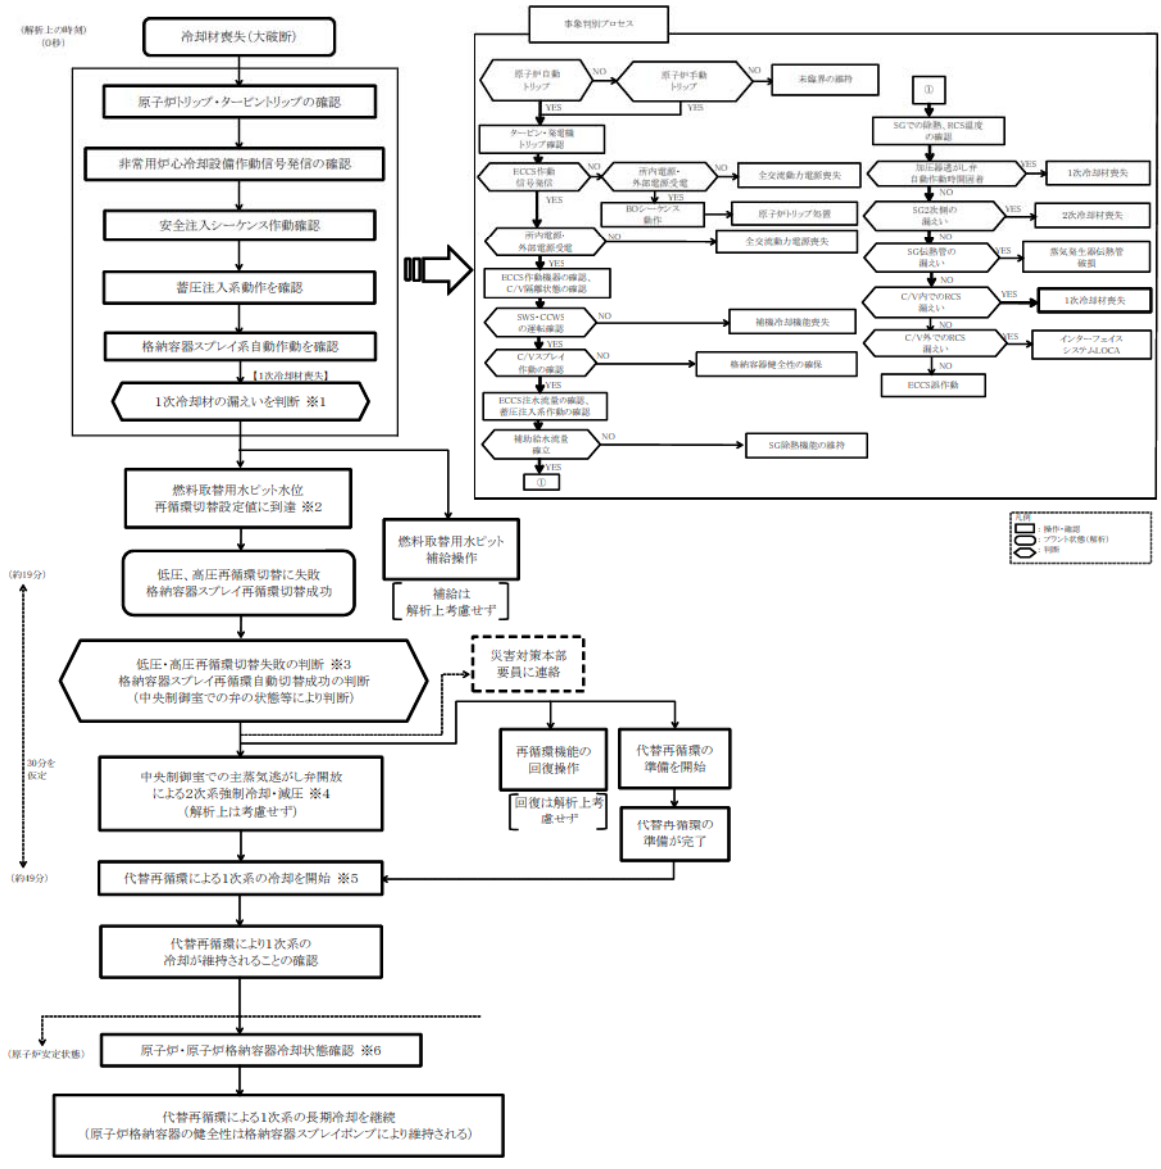 (解析上の時刻)
(0秒)
冷却材喪失(大破断)
原子炉トリップ・タービントリップの確認
非常用炉心冷却設備作動信号発信の確認
安全注入シーケンス作動確認
蓄圧注入系動作を確認
格納容器スプレイ系自動作動を確認
【1次冷却材喪失】
1次冷却材の漏えいを判断 ※1
燃料取替用水ピット水位
再循環切替設定値に到達 ※2
燃料取替用水ピット
補給操作
補給は
解析上考慮せず
(約19分)
低圧、高圧再循環切替に失敗
格納容器スプレイ再循環切替成功
低圧・高圧再循環切替失敗の判断 ※3
格納容器スプレイ再循環自動切替成功の判断
(中央制御室での弁の状態等により判断)
災害対策本部
要員に連絡
30分を
仮定
中央制御室での主蒸気逃がし弁開放
による2次系強制冷却・減圧 ※4
(解析上は考慮せず)
再循環機能の
回復操作
回復は解析上考
慮せず
代替再循環の
準備を開始
代替再循環の
準備が完了
(約49分)
代替再循環による1次系の冷却を開始 ※5
代替再循環により1次系の
冷却が維持されることの確認
(原子炉安定状態)
原子炉・原子炉格納容器冷却状態確認 ※6
代替再循環による1次系の長期冷却を継続
(原子炉格納容器の健全性は格納容器スプレイポンプにより維持される)
事象判別プロセス
原子炉自動
トリップ
NO
原子炉手動
トリップ
NO
未臨界の維持
YES
YES
タービン・発電機
トリップ確認
ECCS作動
信号発信
NO
所内電源・
外部電源受電
NO
全交流動力電源喪失
YES
YES
BOシーケンス
動作
原子炉トリップ処置
所内電源・
外部電源受電
NO
全交流動力電源喪失
YES
ECCS作動機器の確認、
C/V隔離状態の確認
SWS・CCWS
の運転確認
NO
補機冷却機能喪失
YES
C/Vスプレイ
作動の確認
NO
格納容器健全性の確保
YES
ECCS注水流量の確認、
蓄圧注入系作動の確認
補助給水流量
確立
NO
SG除熱機能の維持
YES
①
①
SGでの除熱、RCS温度
の確認
加圧器逃がし弁
自動作動時間固着
YES
1次冷却材喪失
NO
SG2次側の
漏えい
YES
2次冷却材喪失
NO
SG伝熱管の
漏えい
YES
蒸気発生器伝熱管
破損
NO
C/V内でのRCS
漏えい
YES
1次冷却材喪失
NO
C/V外でのRCS
漏えい
YES
インターフェイス
システムLOCA
NO
ECCS誤作動
凡例
: 操作・確認
: プラント状態(解析)
: 判断